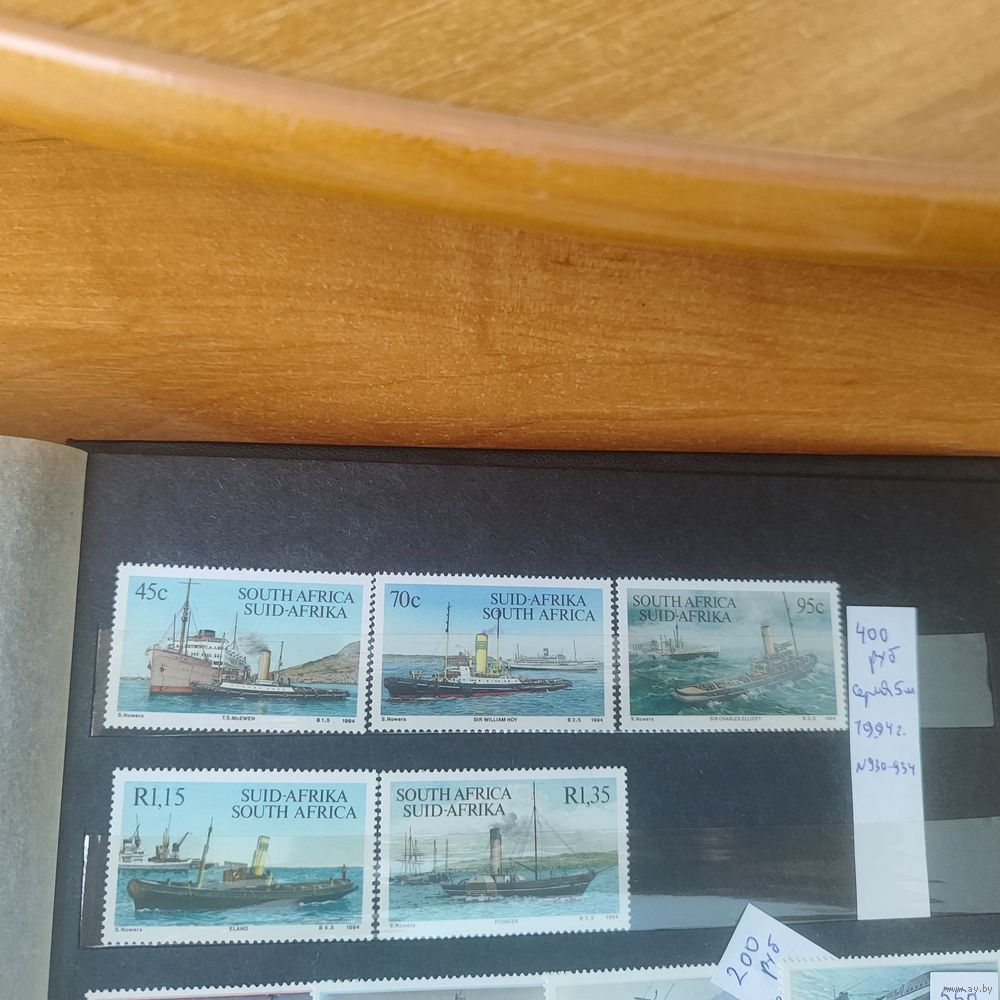 45c
SOUTH AFRICA
SUID-AFRIKA
S.Nowers
T.S.McEWEN
B 1.5 1994
70c
SUID-AFRIKA
SOUTH AFRICA
S.Nowers
SIR WILLIAM HOY
B 2.5 1994
SOUTH AFRICA
SUID-AFRIKA
95c
S.Nowers
SIR CHARLES ELLIOTT
B 3.5 1994
400
руб
серия 5м
1994г.
N930-934
R1,15
SUID-AFRIKA
SOUTH AFRICA
S.Nowers
ELAND
B 4.5 1994
SOUTH AFRICA
SUID-AFRIKA
R1,35
S.Nowers
PIONEER
B 5.5 1994
200
руб
www.ay.by